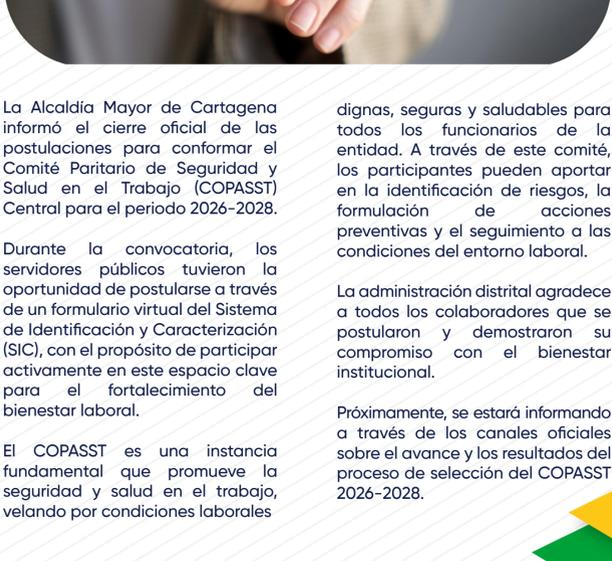 La Alcaldía Mayor de Cartagena
informó el cierre oficial de las
postulaciones para conformar el
Comité Paritario de Seguridad y
Salud en el Trabajo (COPASST)
Central para el periodo 2026-2028.
Durante la convocatoria, los
servidores públicos tuvieron la
oportunidad de postularse a través
de un formulario virtual del Sistema
de Identificación y Caracterización
(SIC), con el propósito de participar
activamente en este espacio clave
para el fortalecimiento del
bienestar laboral.
El COPASST es una instancia
fundamental que promueve la
seguridad y salud en el trabajo,
velando por condiciones laborales
dignas, seguras y saludables para
todos los funcionarios de la
entidad. A través de este comité,
los participantes pueden aportar
en la identificación de riesgos, la
formulación de acciones
preventivas y el seguimiento a las
condiciones del entorno laboral.
La administración distrital agradece
a todos los colaboradores que se
postularon y demostraron su
compromiso con el bienestar
institucional.
Próximamente, se estará informando
a través de los canales oficiales
sobre el avance y los resultados del
proceso de selección del COPASST
2026-2028.